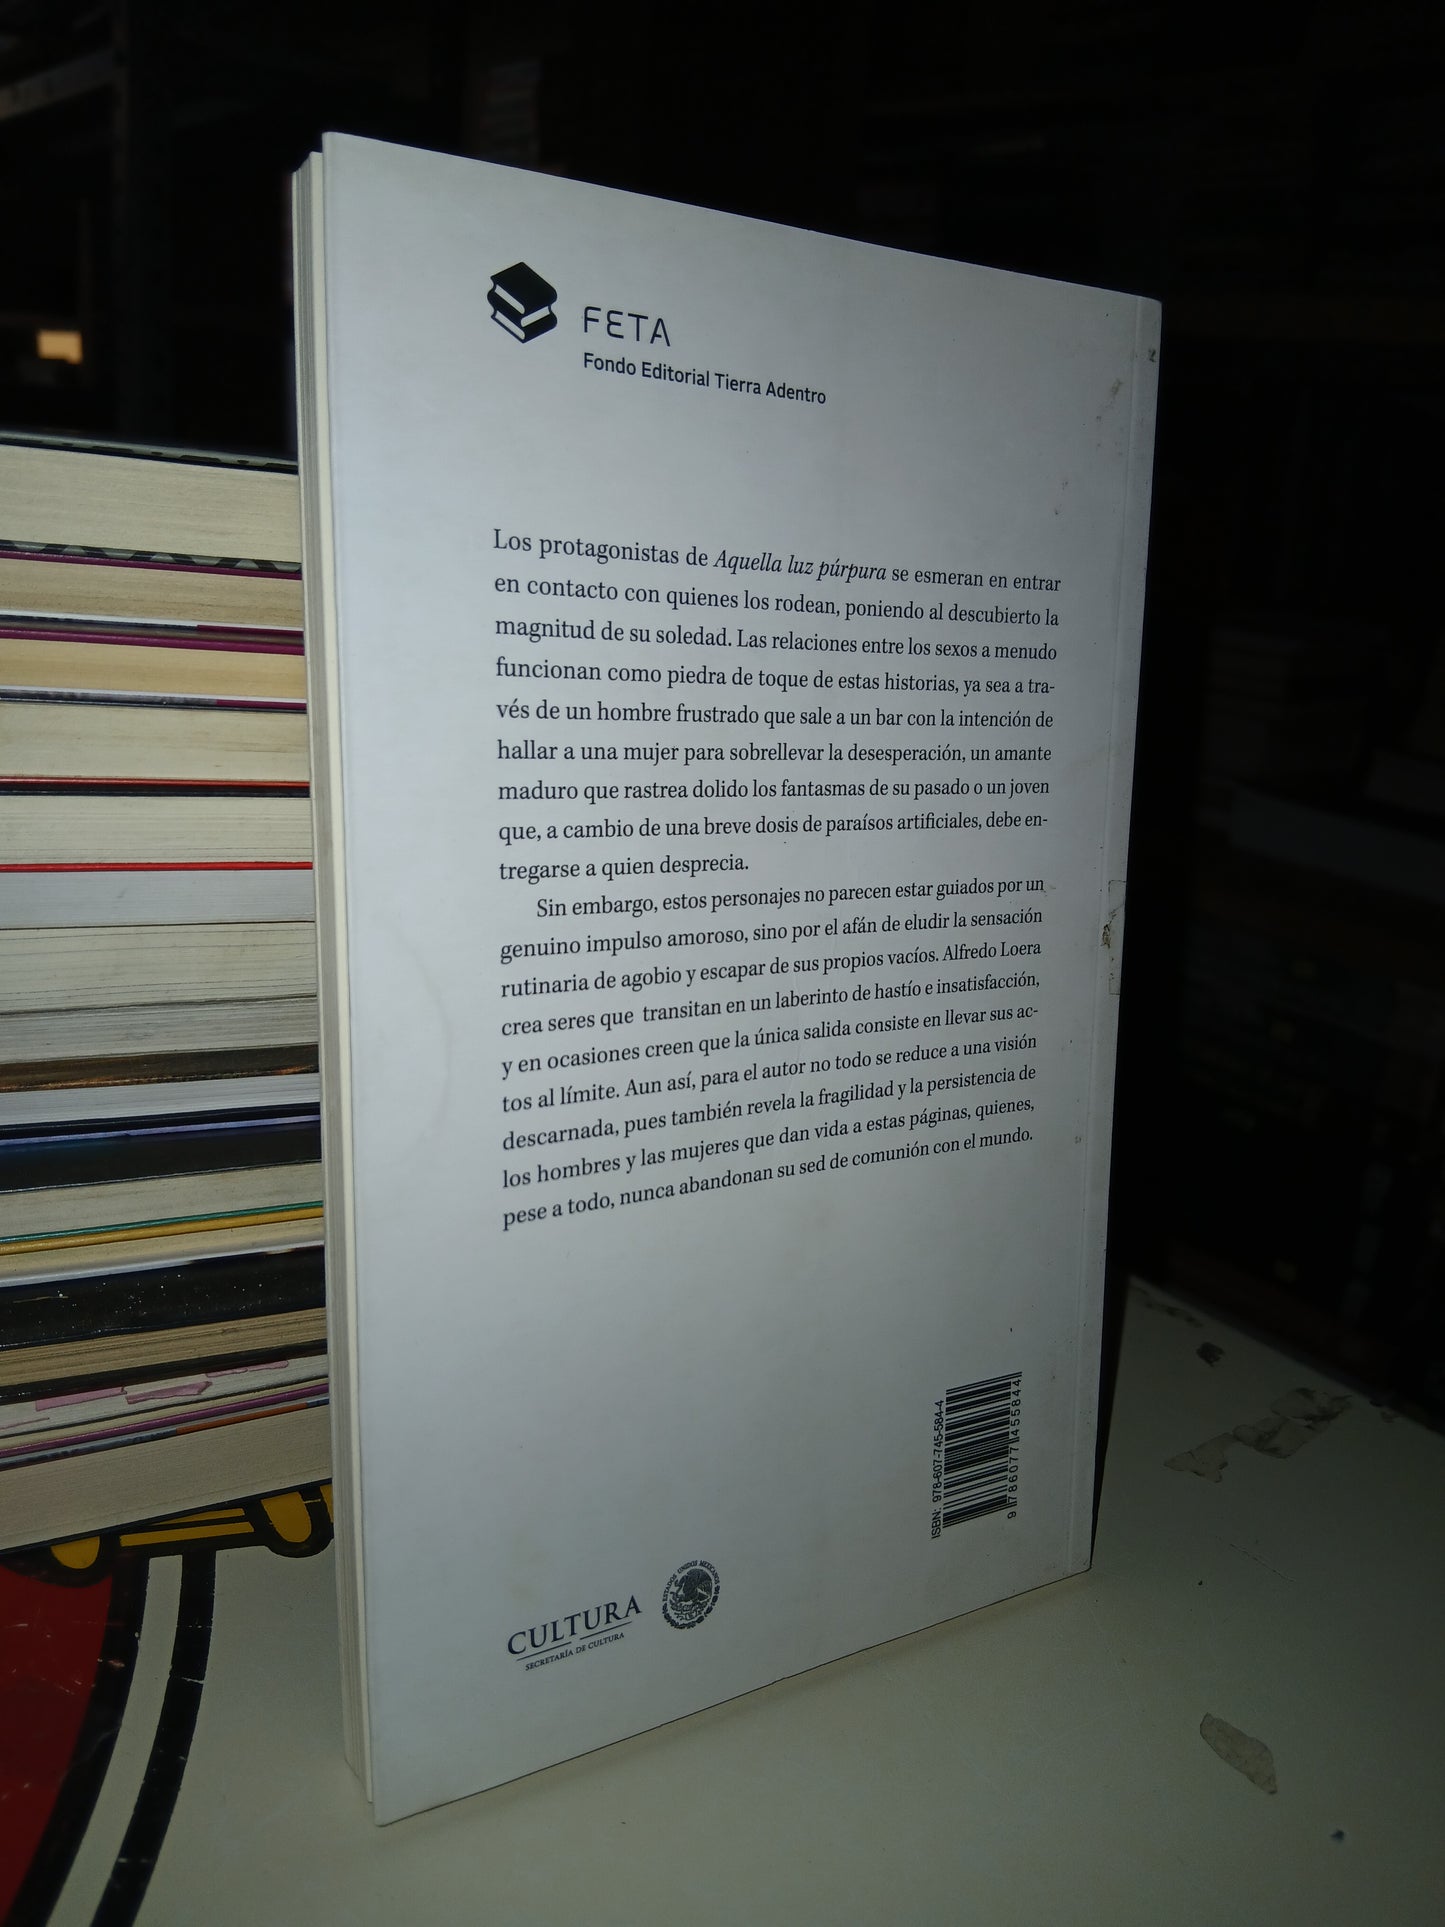 FETA
Fondo Editorial Tierra Adentro
Los protagonistas de Aquella luz púrpura se esmeran en entrar
en contacto con quienes los rodean, poniendo al descubierto la
magnitud de su soledad. Las relaciones entre los sexos a menudo
funcionan como piedra de toque de estas historias, ya sea a tra-
vés de un hombre frustrado que sale a un bar con la intención de
hallar a una mujer para sobrellevar la desesperación, un amante
maduro que rastrea dolido los fantasmas de su pasado o un joven
que, a cambio de una breve dosis de paraísos artificiales, debe en-
tregarse a quien desprecia.
Sin embargo, estos personajes no parecen estar guiados por un
genuino impulso amoroso, sino por el afán de eludir la sensación
rutinaria de agobio y escapar de sus propios vacíos. Alfredo Loera
crea seres que transitan en un laberinto de hastío e insatisfacción,
y en ocasiones creen que la única salida consiste en llevar sus ac-
tos al límite. Aun así, para el autor no todo se reduce a una visión
descarnada, pues también revela la fragilidad y la persistencia de
los hombres y las mujeres que dan vida a estas páginas, quienes,
pese a todo, nunca abandonan su sed de comunión con el mundo.
ISBN: 978-607-745-584-4
9 786077 455844
CULTURA
SECRETARÍA DE CULTURA
ESTADOS UNIDOS MEXICANOS